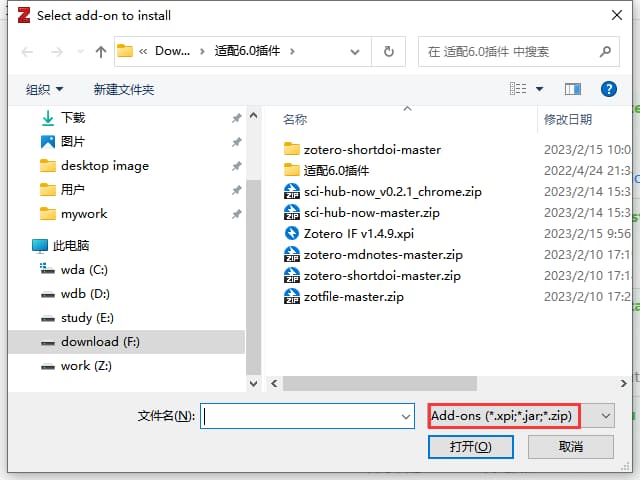 Select add-on to install
« Dow... › 适配6.0插件 ›
在 适配6.0插件 中搜索
组织 新建文件夹
下载
图片
desktop image
用户
mywork
此电脑
wda (C:)
wdb (D:)
study (E:)
download (F:)
work (Z:)
名称 修改日期
zotero-shortdoi-master 2023/2/15 10:0
适配6.0插件 2022/4/24 21:3
sci-hub-now_v0.2.1_chrome.zip 2023/2/14 15:3
sci-hub-now-master.zip 2023/2/14 15:3
Zotero IF v1.4.9.xpi 2023/2/15 9:56
zotero-mdnotes-master.zip 2023/2/10 17:1
zotero-shortdoi-master.zip 2023/2/10 17:1
zotfile-master.zip 2023/2/10 17:2
文件名(N):
Add-ons (*.xpi;*.jar;*.zip)
打开(O) 取消